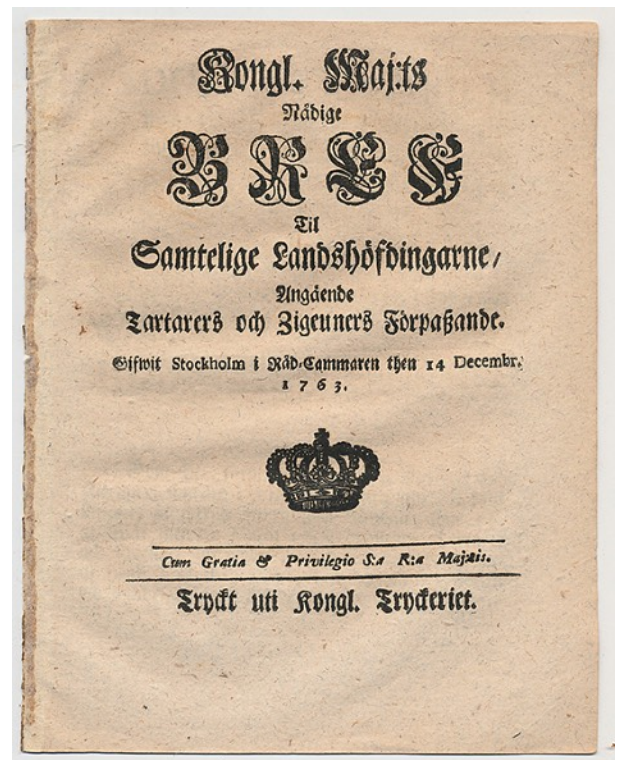 Kongl. Maj:ts
Nådige
BREF
Til
Samtelige Landshöfdingarne/
Angående
Tartarers och Zigeuners Förpaßande.
Gifwit Stockholm i Råd-Cammaren then 14 Decembr.
1763.
Cum Gratia & Privilegio S:a R:a Maj:tis.
Tryckt uti Kongl. Tryckeriet.